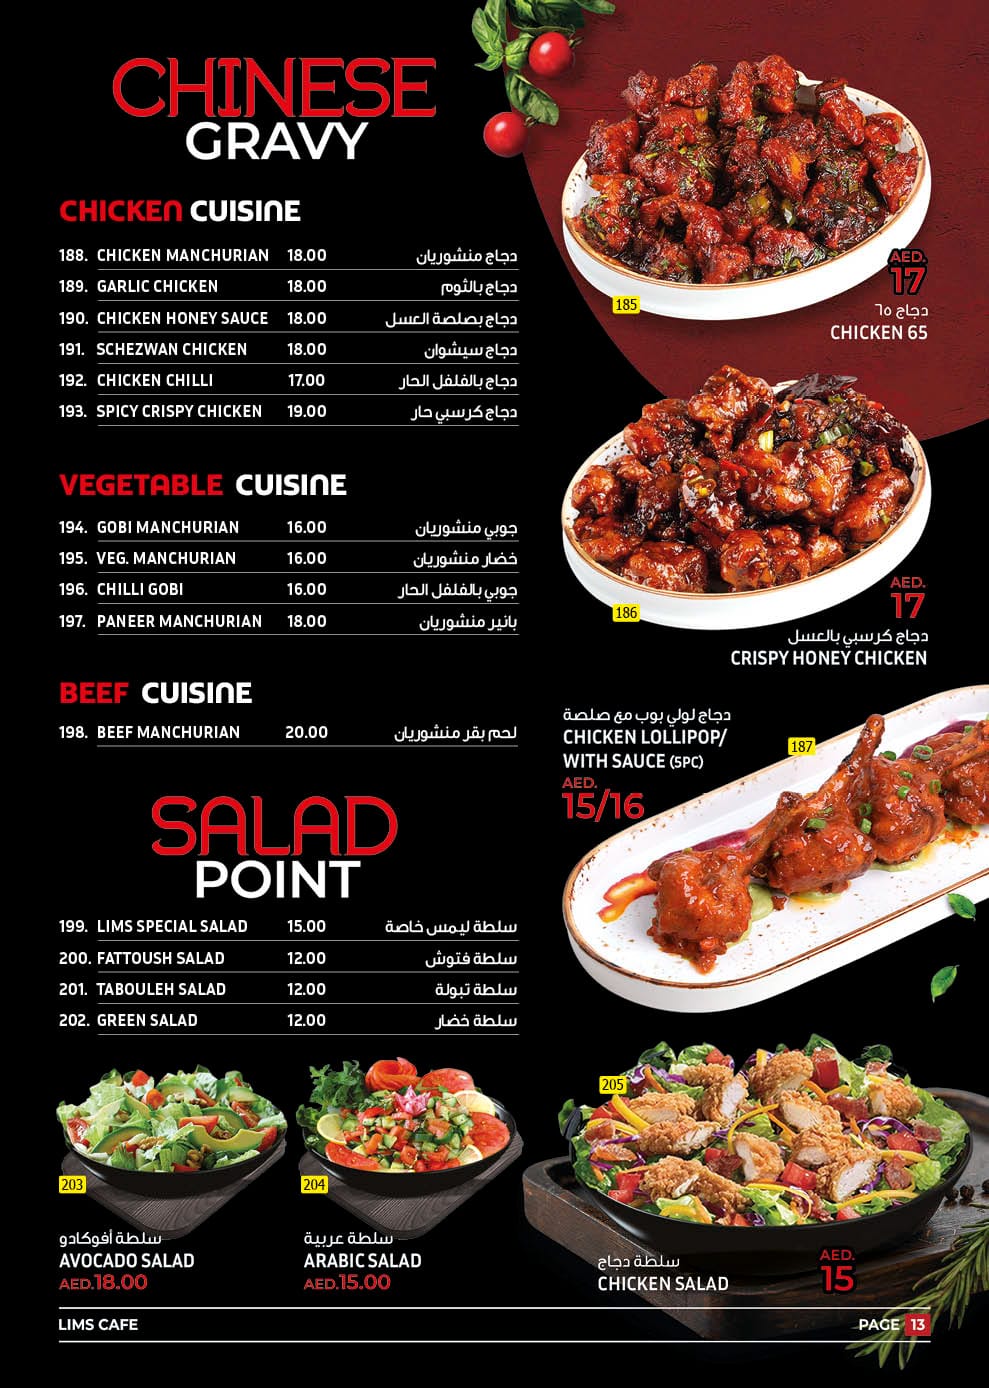 CHINESE
GRAVY
CHICKEN CUISINE
188. CHICKEN MANCHURIAN 18.00 دجاج منشوريان
189. GARLIC CHICKEN 18.00 دجاج بالثوم
190. CHICKEN HONEY SAUCE 18.00 دجاج بصلصة العسل
191. SCHEZWAN CHICKEN 18.00 دجاج سيشوان
192. CHICKEN CHILLI 17.00 دجاج بالفلفل الحار
193. SPICY CRISPY CHICKEN 19.00 دجاج كرسبي حار
VEGETABLE CUISINE
194. GOBI MANCHURIAN 16.00 جوبي منشوريان
195. VEG. MANCHURIAN 16.00 خضار منشوريان
196. CHILLI GOBI 16.00 جوبي بالفلفل الحار
197. PANEER MANCHURIAN 18.00 بانير منشوريان
BEEF CUISINE
198. BEEF MANCHURIAN 20.00 لحم بقر منشوريان
185
AED.
17
دجاج ٦٥
CHICKEN 65
186
AED.
17
دجاج كرسبي بالعسل
CRISPY HONEY CHICKEN
دجاج لولي بوب مع صلصة
CHICKEN LOLLIPOP/
WITH SAUCE (5PC)
AED.
15/16
187
SALAD
POINT
199. LIMS SPECIAL SALAD 15.00 سلطة ليمس خاصة
200. FATTOUSH SALAD 12.00 سلطة فتوش
201. TABOULEH SALAD 12.00 سلطة تبولة
202. GREEN SALAD 12.00 سلطة خضار
203
سلطة أفوكادو
AVOCADO SALAD
AED.18.00
204
سلطة عربية
ARABIC SALAD
AED.15.00
205
سلطة دجاج
CHICKEN SALAD
AED.
15
LIMS CAFE
PAGE 13